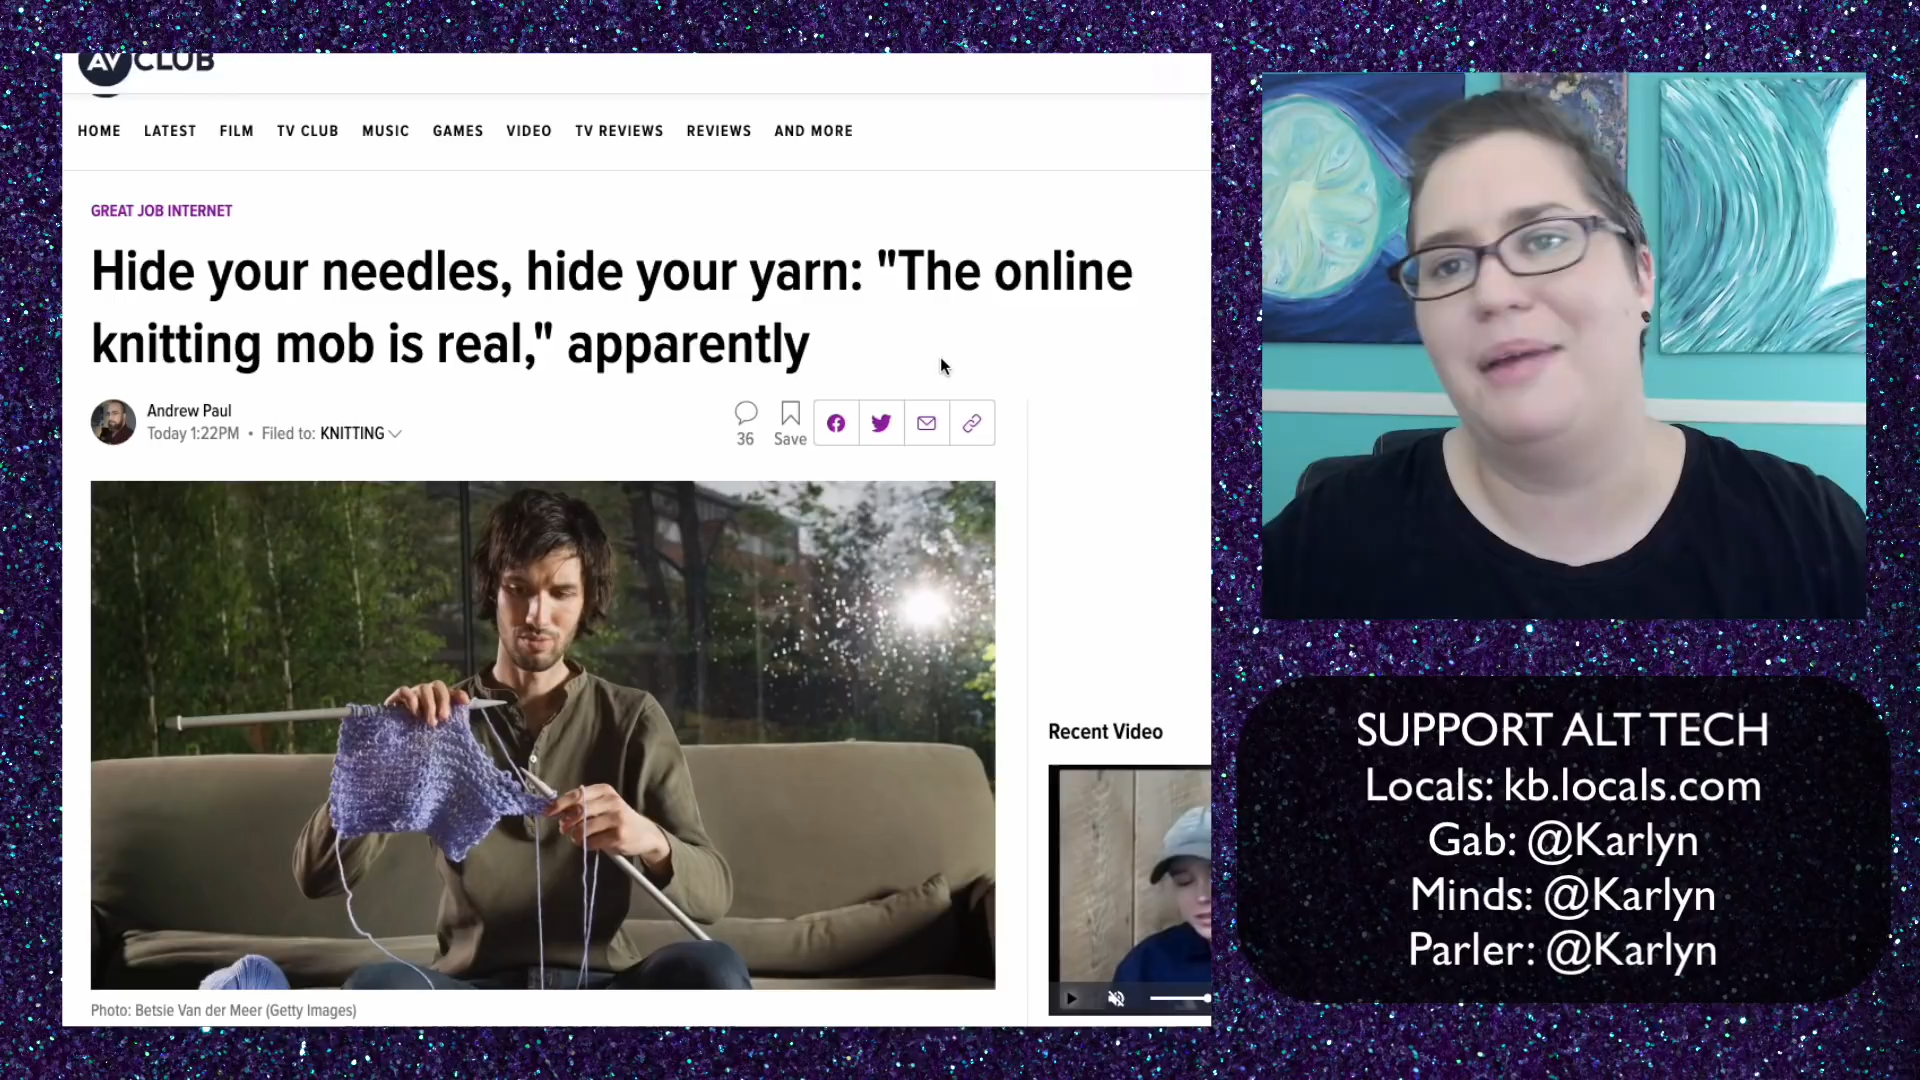 AV CLUB
HOME LATEST FILM TV CLUB MUSIC GAMES VIDEO TV REVIEWS REVIEWS AND MORE
GREAT JOB INTERNET
Hide your needles, hide your yarn: "The online
knitting mob is real," apparently
Andrew Paul
Today 1:22PM • Filed to: KNITTING
36 Save
Recent Video
Photo: Betsie Van der Meer (Getty Images)
SUPPORT ALT TECH
Locals: kb.locals.com
Gab: @Karlyn
Minds: @Karlyn
Parler: @Karlyn